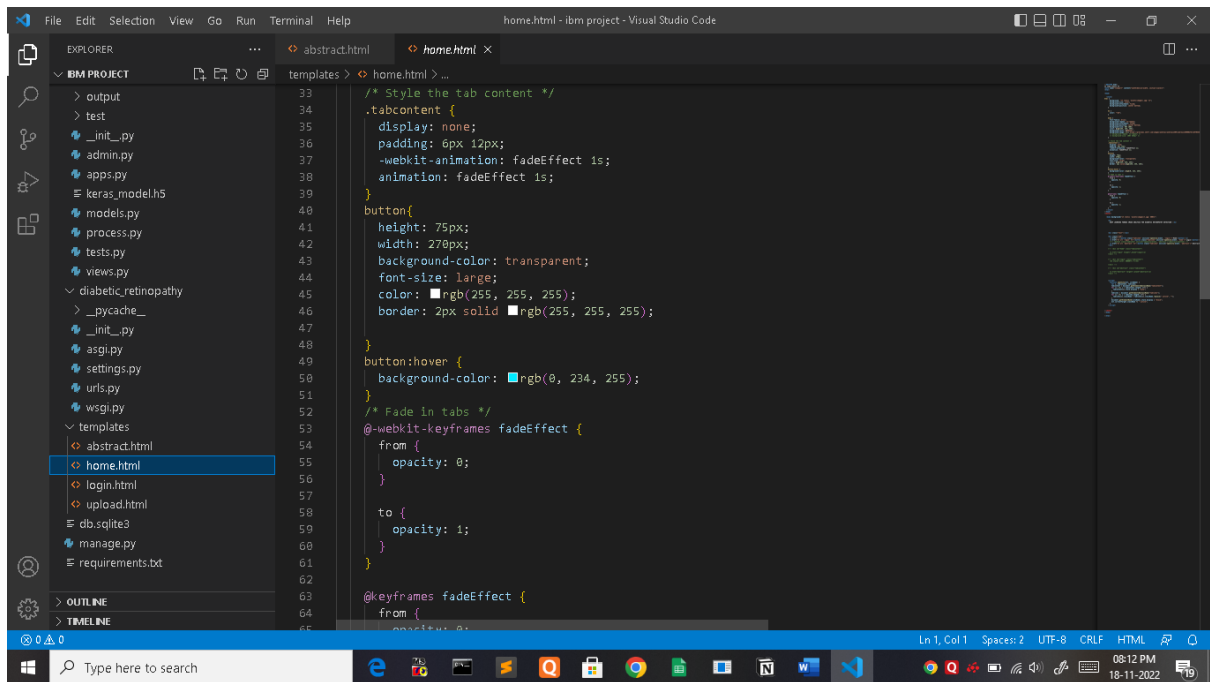 File Edit Selection View Go Run Terminal Help
home.html - ibm project - Visual Studio Code
EXPLORER
IBM PROJECT
output
test
__init__.py
admin.py
apps.py
keras_model.h5
models.py
process.py
tests.py
views.py
diabetic_retinopathy
__pycache__
__init__.py
asgi.py
settings.py
urls.py
wsgi.py
templates
abstract.html
home.html
login.html
upload.html
db.sqlite3
manage.py
requirements.txt
OUTLINE
TIMELINE
abstract.html home.html
templates > home.html > ...
33 /* Style the tab content */
34 .tabcontent {
35 display: none;
36 padding: 6px 12px;
37 -webkit-animation: fadeEffect 1s;
38 animation: fadeEffect 1s;
39 }
40 button{
41 height: 75px;
42 width: 270px;
43 background-color: transparent;
44 font-size: large;
45 color: rgb(255, 255, 255);
46 border: 2px solid rgb(255, 255, 255);
47
48 }
49 button:hover {
50 background-color: rgb(0, 234, 255);
51 }
52 /* Fade in tabs */
53 @-webkit-keyframes fadeEffect {
54 from {
55 opacity: 0;
56 }
57
58 to {
59 opacity: 1;
60 }
61 }
62
63 @keyframes fadeEffect {
64 from {
65 opacity: 0;
0 0
Ln 1, Col 1 Spaces: 2 UTF-8 CRLF HTML
Type here to search
08:12 PM
18-11-2022
19